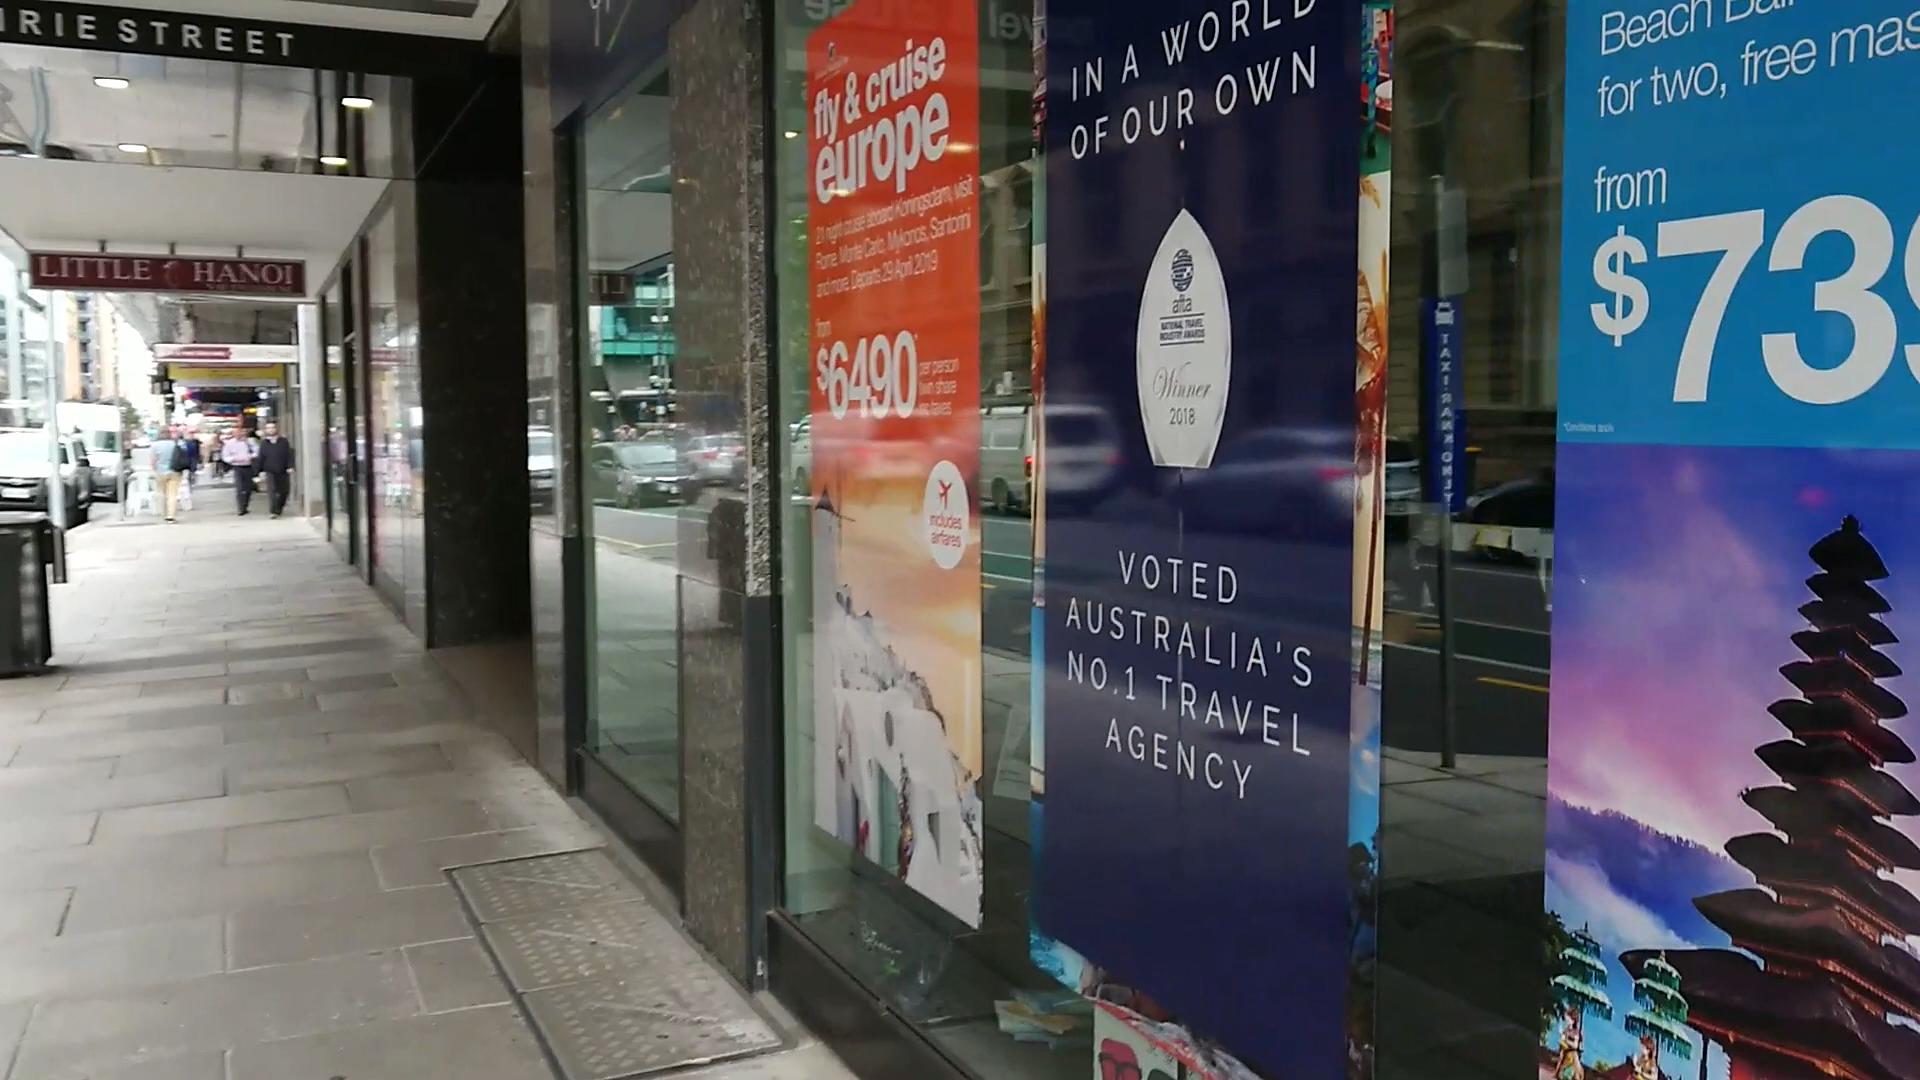 RIE STREET
LITTLE HANOI
fly & cruise
europe
21 night cruise aboard Koningsdam, visit
Rome, Monte Carlo, Mykonos, Santorini
and more. Departs 29 April 2019
from
$6490*
per person
twin share
inc taxes
includes
airfares
IN A WORLD
OF OUR OWN
afta
NATIONAL TRAVEL
INDUSTRY AWARDS
Winner
2018
VOTED
AUSTRALIA'S
NO.1 TRAVEL
AGENCY
TAXI RANK ONLY
Beach
for two, free mas
from
$739
*Conditions apply